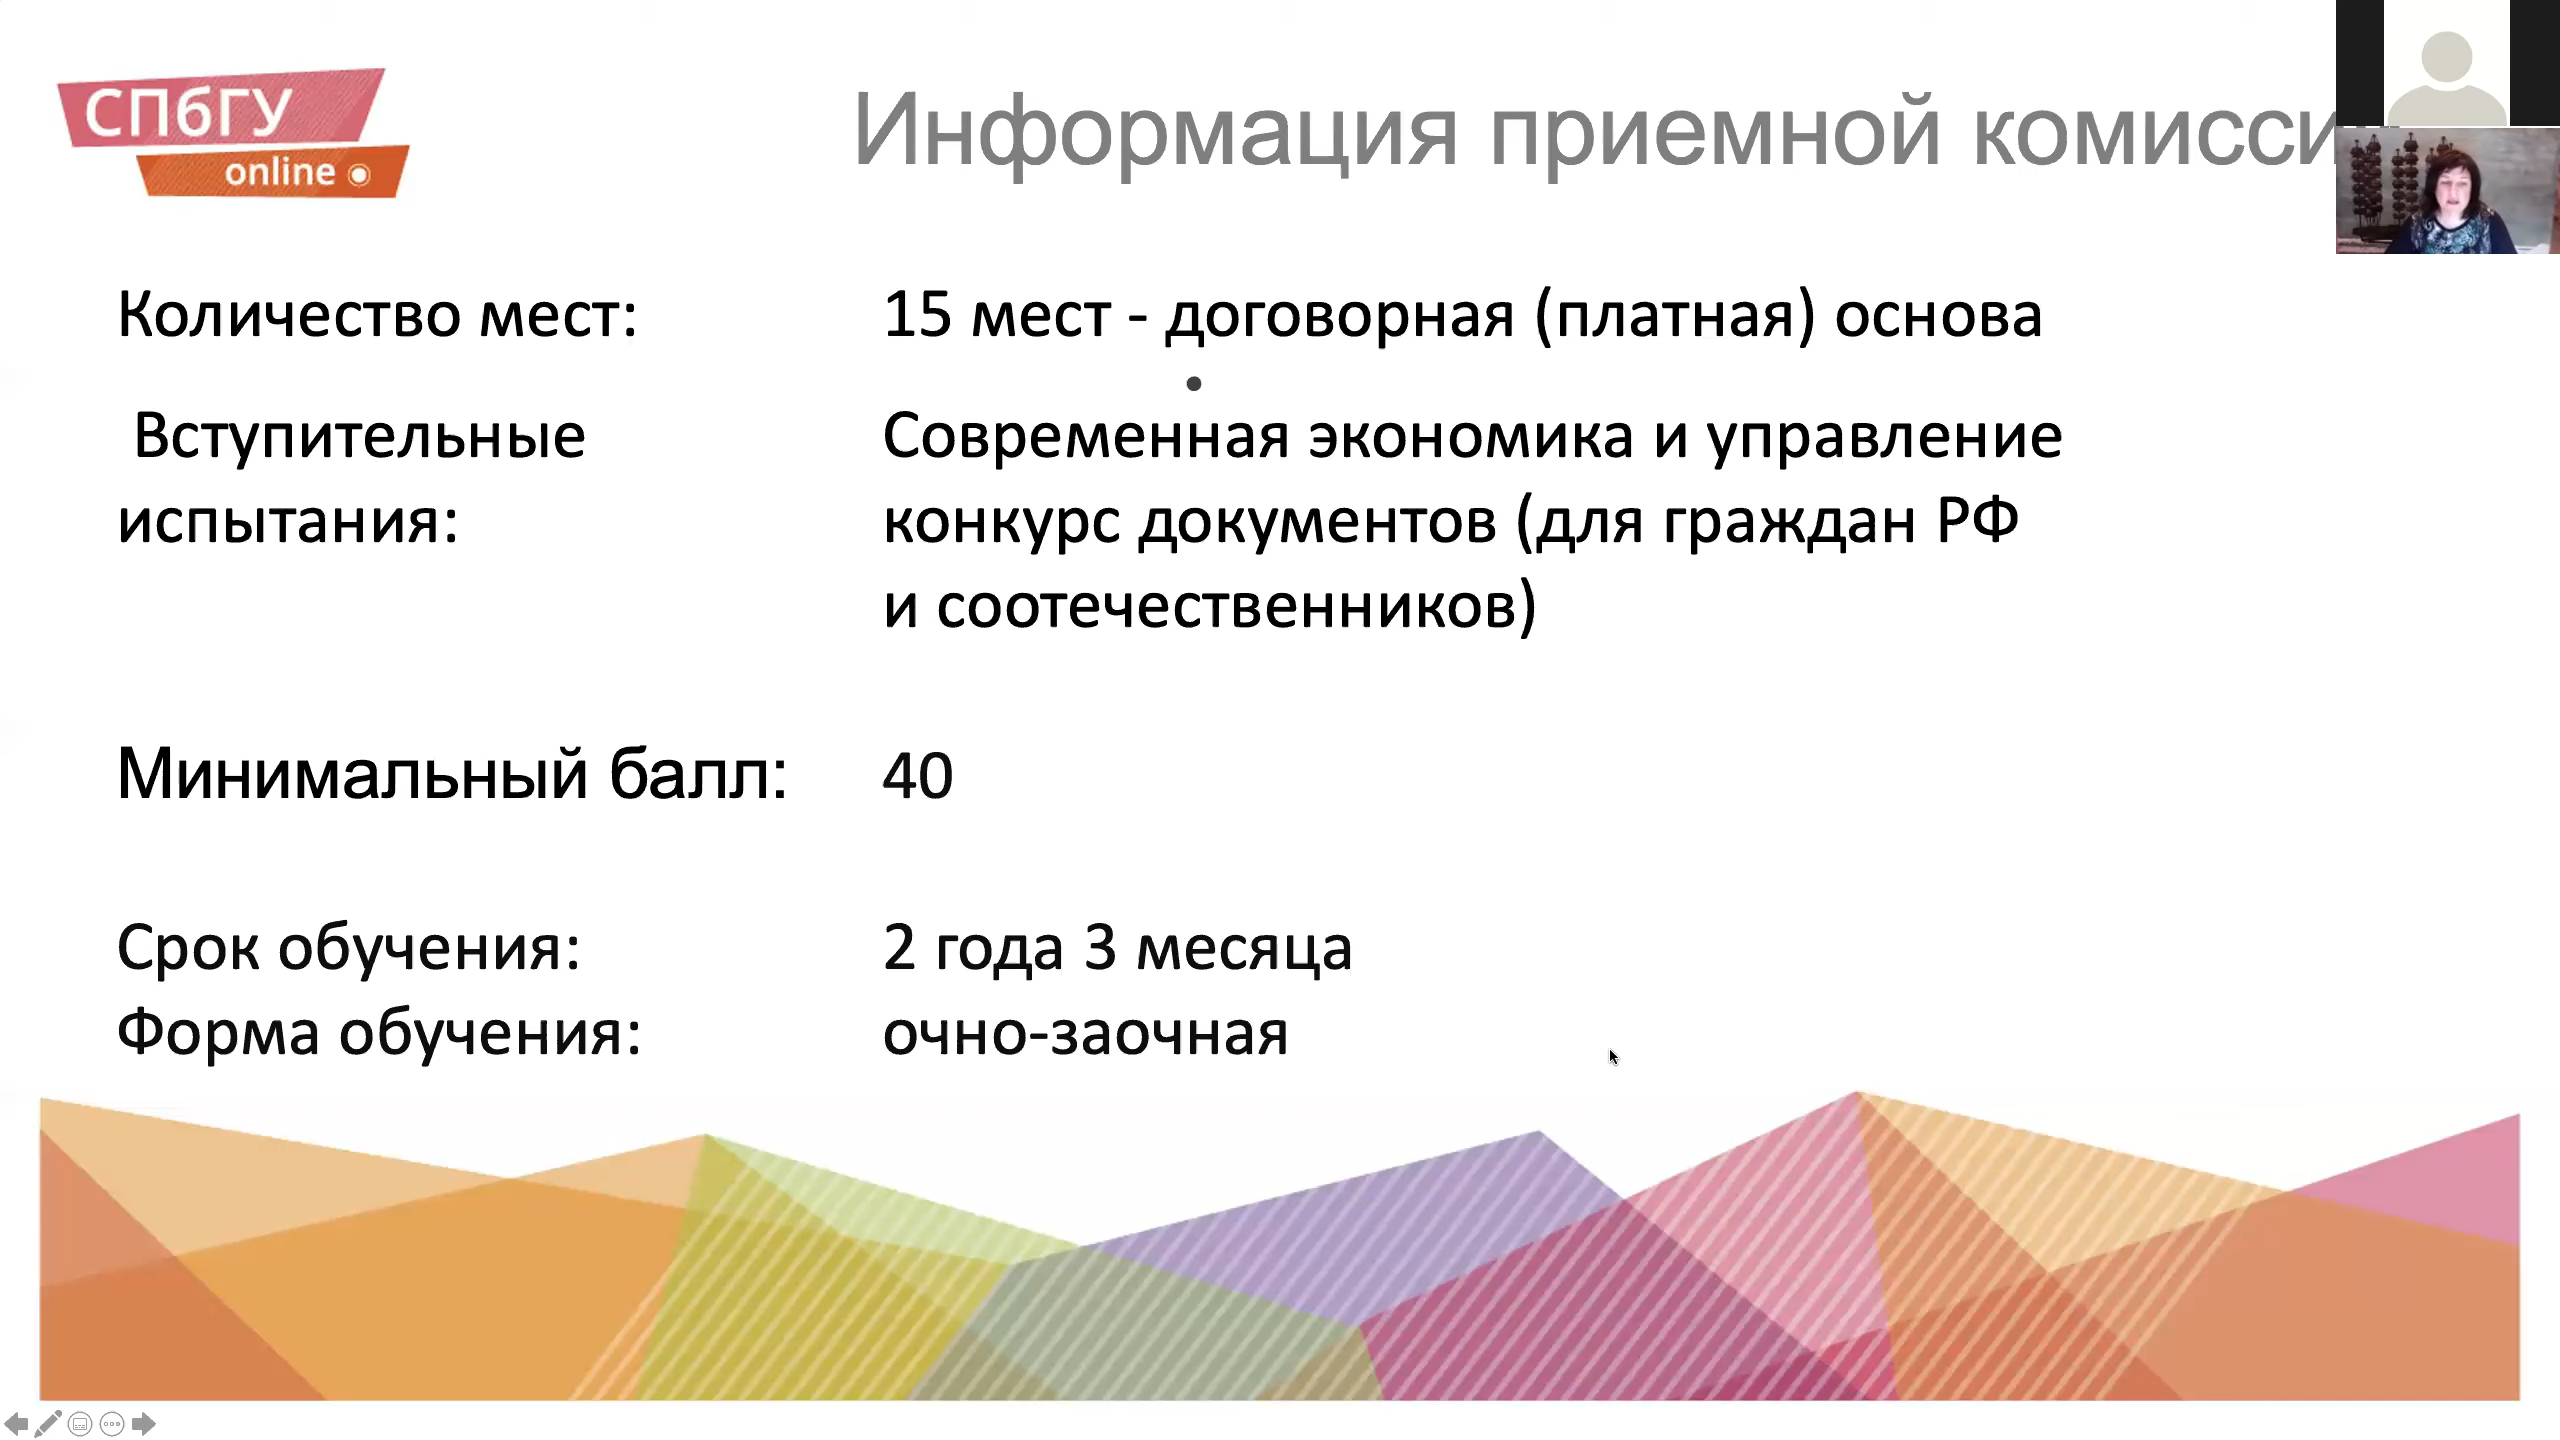 СПбГУ
online
Информация приемной
Количество мест: 15 мест - договорная (платная) основа
Вступительные Современная экономика и управление
испытания: конкурс документов (для граждан РФ
и соотечественников)
Минимальный балл: 40
Срок обучения: 2 года 3 месяца
Форма обучения: очно-заочная